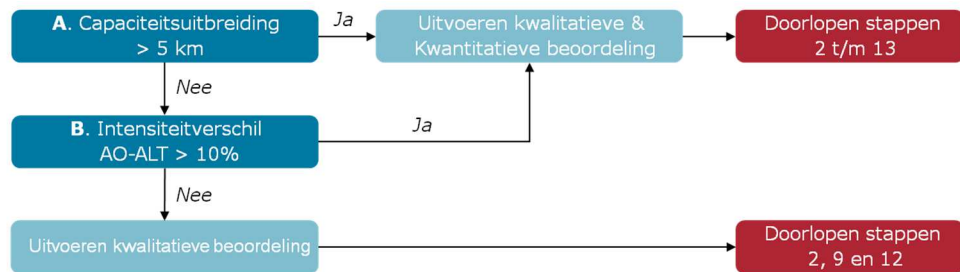 A. Capaciteitsuitbreiding
> 5 km
Ja
Uitvoeren kwalitatieve &
Kwantitatieve beoordeling
Doorlopen stappen
2 t/m 13
Nee
B. Intensiteitverschil
AO-ALT > 10%
Ja
Nee
Uitvoeren kwalitatieve beoordeling
Doorlopen stappen
2, 9 en 12